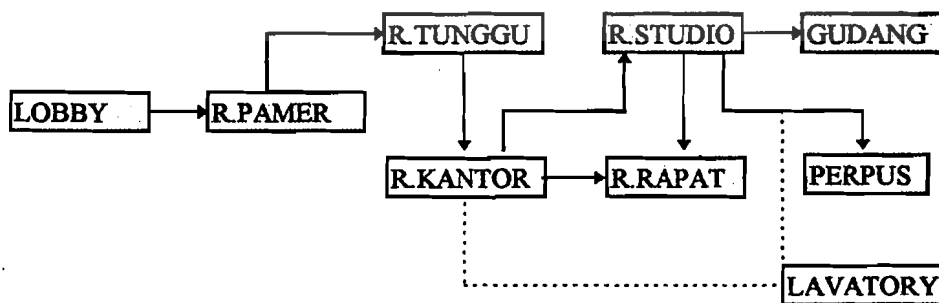 R.TUNGGU
R.STUDIO
GUDANG
LOBBY
R.PAMER
R.KANTOR
R.RAPAT
PERPUS
LAVATORY